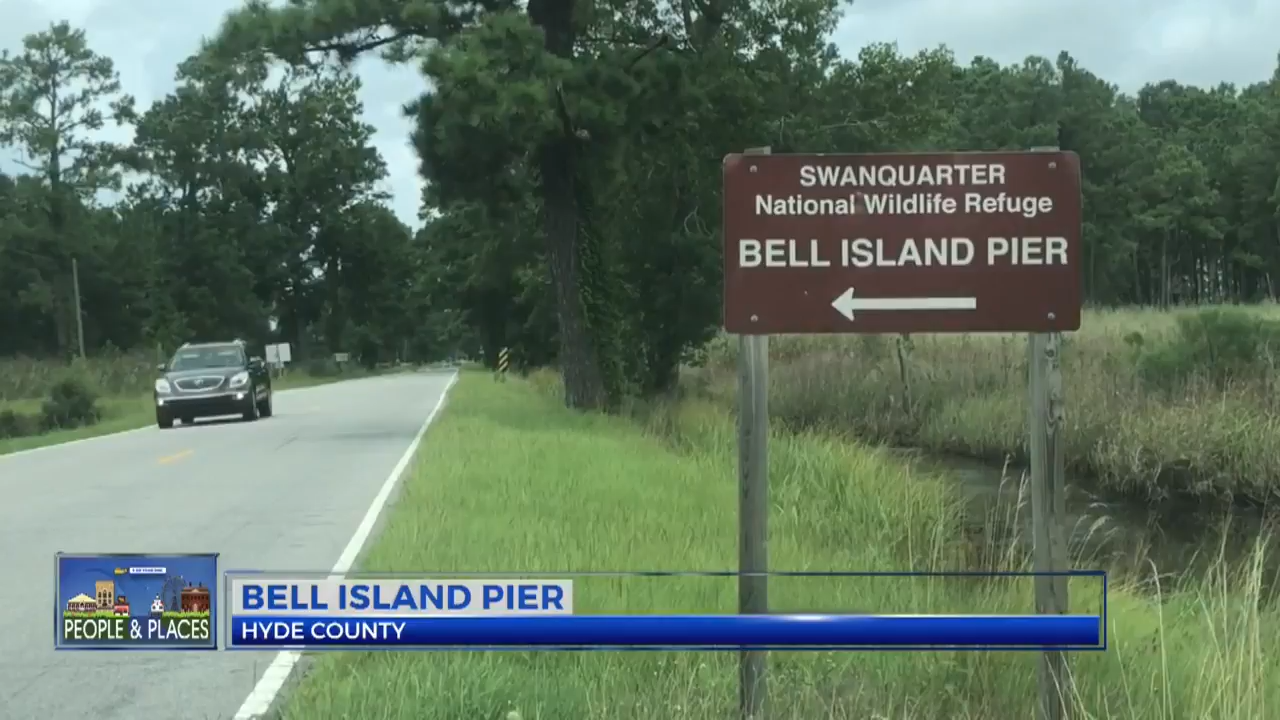 SWANQUARTER
National Wildlife Refuge
BELL ISLAND PIER
BELL ISLAND PIER
HYDE COUNTY
PEOPLE & PLACES